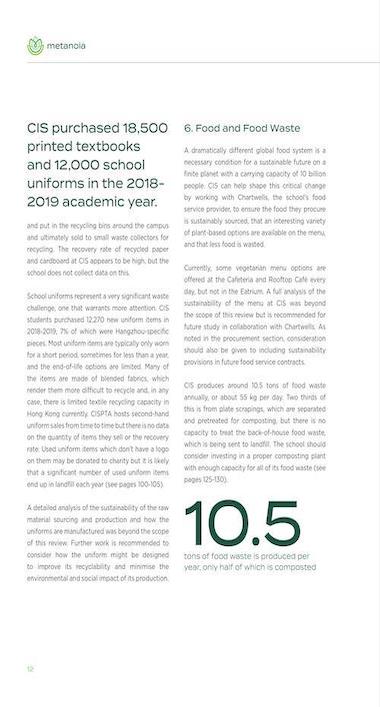 metanoia
CIS purchased 18,500
printed textbooks
and 12,000 school
uniforms in the 2018-
2019 academic year.
and put in the recycling bins around the campus
and ultimately sold to small waste collectors for
recycling. The recovery rate of recycled paper
and cardboard at CIS appears to be high, but the
school does not collect data on this.
School uniforms represent a very significant waste
challenge, one that warrants more attention. CIS
students purchased 12,270 new uniform items in
2018-2019, 7% of which were Hangzhou-specific
pieces. Most uniform items are typically only worn
for a short period, sometimes for less than a year,
and the end-of-life options are limited. Many of
the items are made of blended fabrics, which
render them more difficult to recycle and, in any
case, there is limited textile recycling capacity in
Hong Kong currently. CISPTA hosts second-hand
uniform sales from time to time but there is no data
on the quantity of items they sell or the recovery
rate. Used uniform items which don't have a logo
on them may be donated to charity but it is likely
that a significant number of used uniform items
end up in landfill each year (see pages 100-105).
A detailed analysis of the sustainability of the raw
material sourcing and production and how the
uniforms are manufactured was beyond the scope
of this review. Further work is recommended to
consider how the uniform might be designed
to improve its recyclability and minimise the
environmental and social impact of its production.
6. Food and Food Waste
A dramatically different global food system is a
necessary condition for a sustainable future on a
finite planet with a carrying capacity of 10 billion
people. CIS can help shape this critical change
by working with Chartwells, the school's food
service provider, to ensure the food they procure
is sustainably sourced, that an interesting variety
of plant-based options are available on the menu,
and that less food is wasted.
Currently, some vegetarian menu options are
offered at the Cafeteria and Rooftop Café every
day, but not in the Eatrium. A full analysis of the
sustainability of the menu at CIS was beyond
the scope of this review but is recommended for
future study in collaboration with Chartwells. As
noted in the procurement section, consideration
should also be given to including sustainability
provisions in future food service contracts.
CIS produces around 10.5 tons of food waste
annually, or about 55 kg per day. Two thirds of
this is from plate scrapings, which are separated
and pretreated for composting, but there is no
capacity to treat the back-of-house food waste,
which is being sent to landfill. The school should
consider investing in a proper composting plant
with enough capacity for all of its food waste (see
pages 125-130).
10.5
tons of food waste is produced per
year, only half of which is composted
12